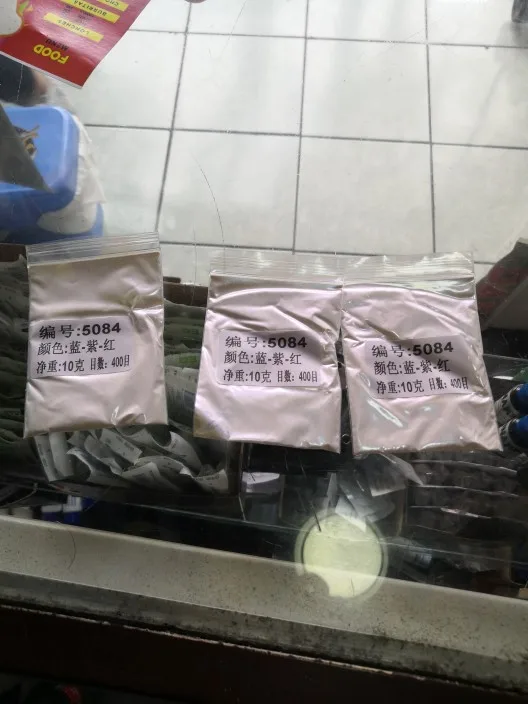 FOOD
MENU
LUNCHES
BURRITAS
编号:5084
颜色:蓝-紫-红
净重:10克 目数:400目
编号:5084
颜色:蓝-紫-红
净重:10克 目数:400目
编号:5084
颜色:蓝-紫-红
净重:10克 目数:400目